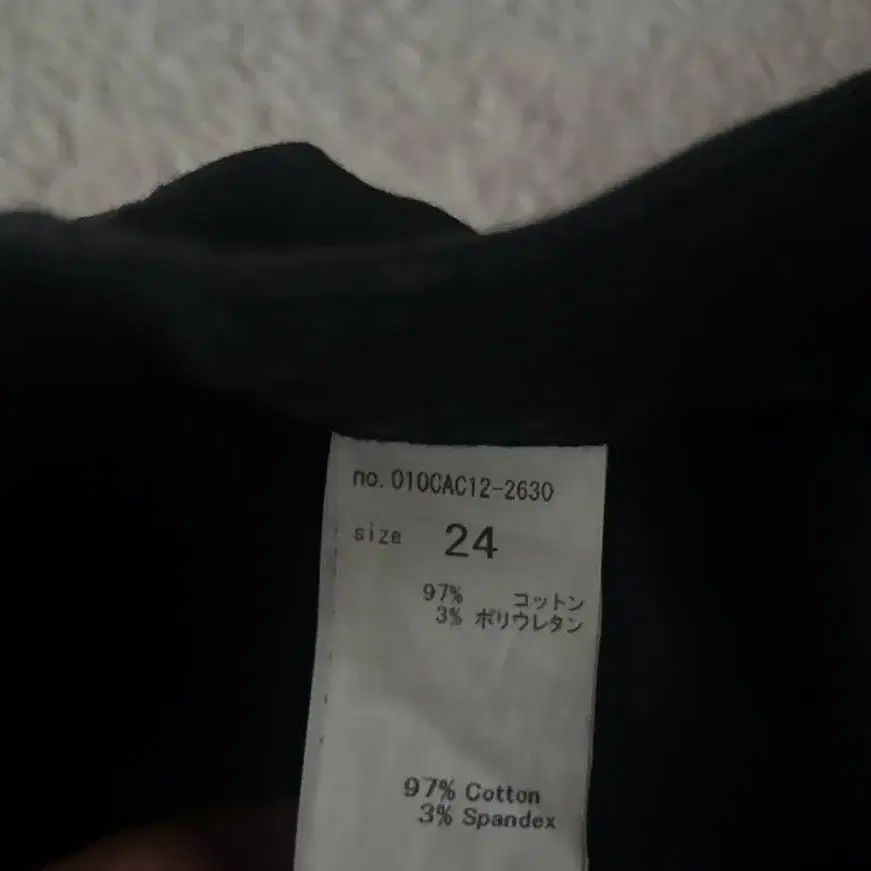 no. 010CAC12-2630
size 24
97% コットン
3% ポリウレタン
97% Cotton
3% Spandex